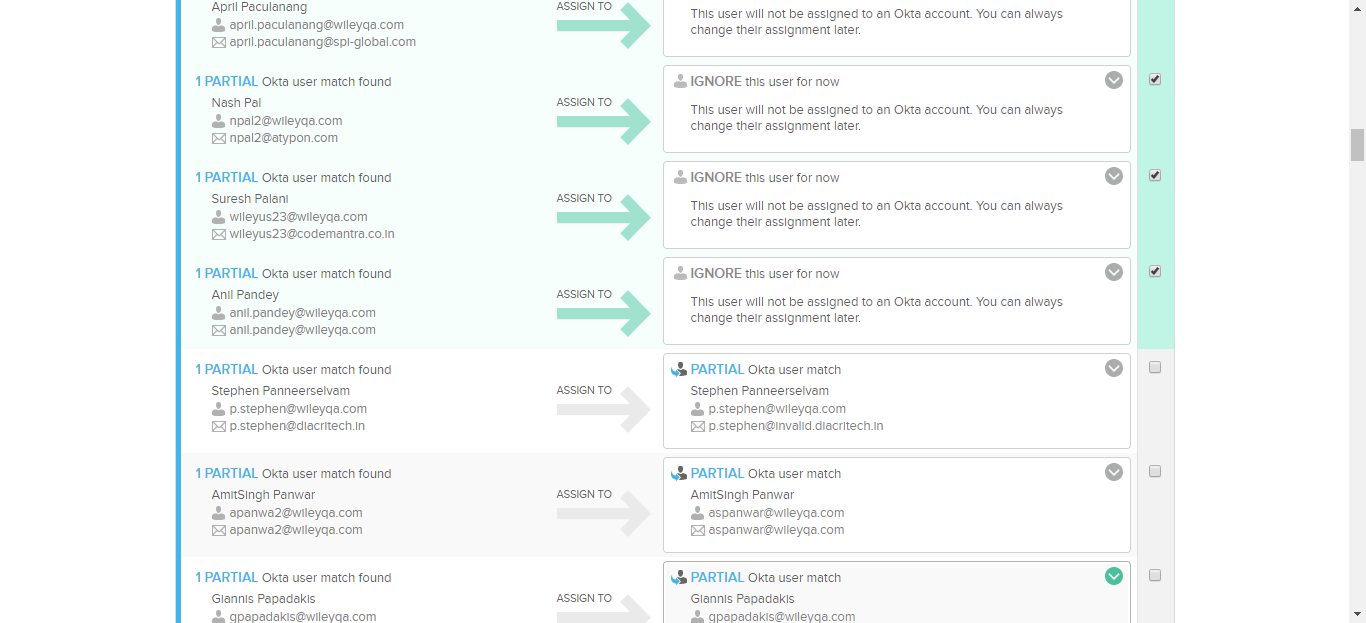 April Paculanang
april.paculanang@wileyqa.com
april.paculanang@spi-global.com
ASSIGN TO
This user will not be assigned to an Okta account. You can always
change their assignment later.
1 PARTIAL Okta user match found
Nash Pal
npal2@wileyqa.com
npal2@atypon.com
ASSIGN TO
IGNORE this user for now
This user will not be assigned to an Okta account. You can always
change their assignment later.
1 PARTIAL Okta user match found
Suresh Palani
wileyus23@wileyqa.com
wileyus23@codemantra.co.in
ASSIGN TO
IGNORE this user for now
This user will not be assigned to an Okta account. You can always
change their assignment later.
1 PARTIAL Okta user match found
Anil Pandey
anil.pandey@wileyqa.com
anil.pandey@wileyqa.com
ASSIGN TO
IGNORE this user for now
This user will not be assigned to an Okta account. You can always
change their assignment later.
1 PARTIAL Okta user match found
Stephen Panneerselvam
p.stephen@wileyqa.com
p.stephen@diacritech.in
ASSIGN TO
PARTIAL Okta user match
Stephen Panneerselvam
p.stephen@wileyqa.com
p.stephen@invalid.diacritech.in
1 PARTIAL Okta user match found
AmitSingh Panwar
apanwa2@wileyqa.com
apanwa2@wileyqa.com
ASSIGN TO
PARTIAL Okta user match
AmitSingh Panwar
aspanwar@wileyqa.com
aspanwar@wileyqa.com
1 PARTIAL Okta user match found
Giannis Papadakis
gpapadakis@wileyqa.com
ASSIGN TO
PARTIAL Okta user match
Giannis Papadakis
gpapadakis@wileyqa.com